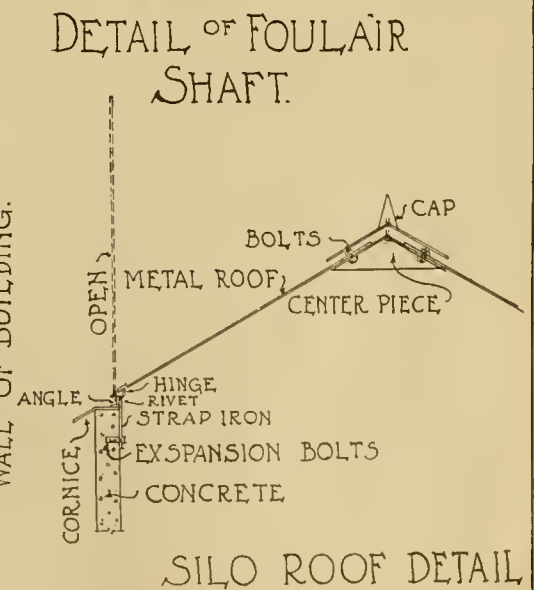 DETAIL OF FOULAIR
SHAFT.
WALL OF BUILDING.
OPEN
METAL ROOF
BOLTS
CAP
CENTER PIECE
ANGLE
HINGE
RIVET
STRAP IRON
EXSPANSION BOLTS
CORNICE
CONCRETE
SILO ROOF DETAIL